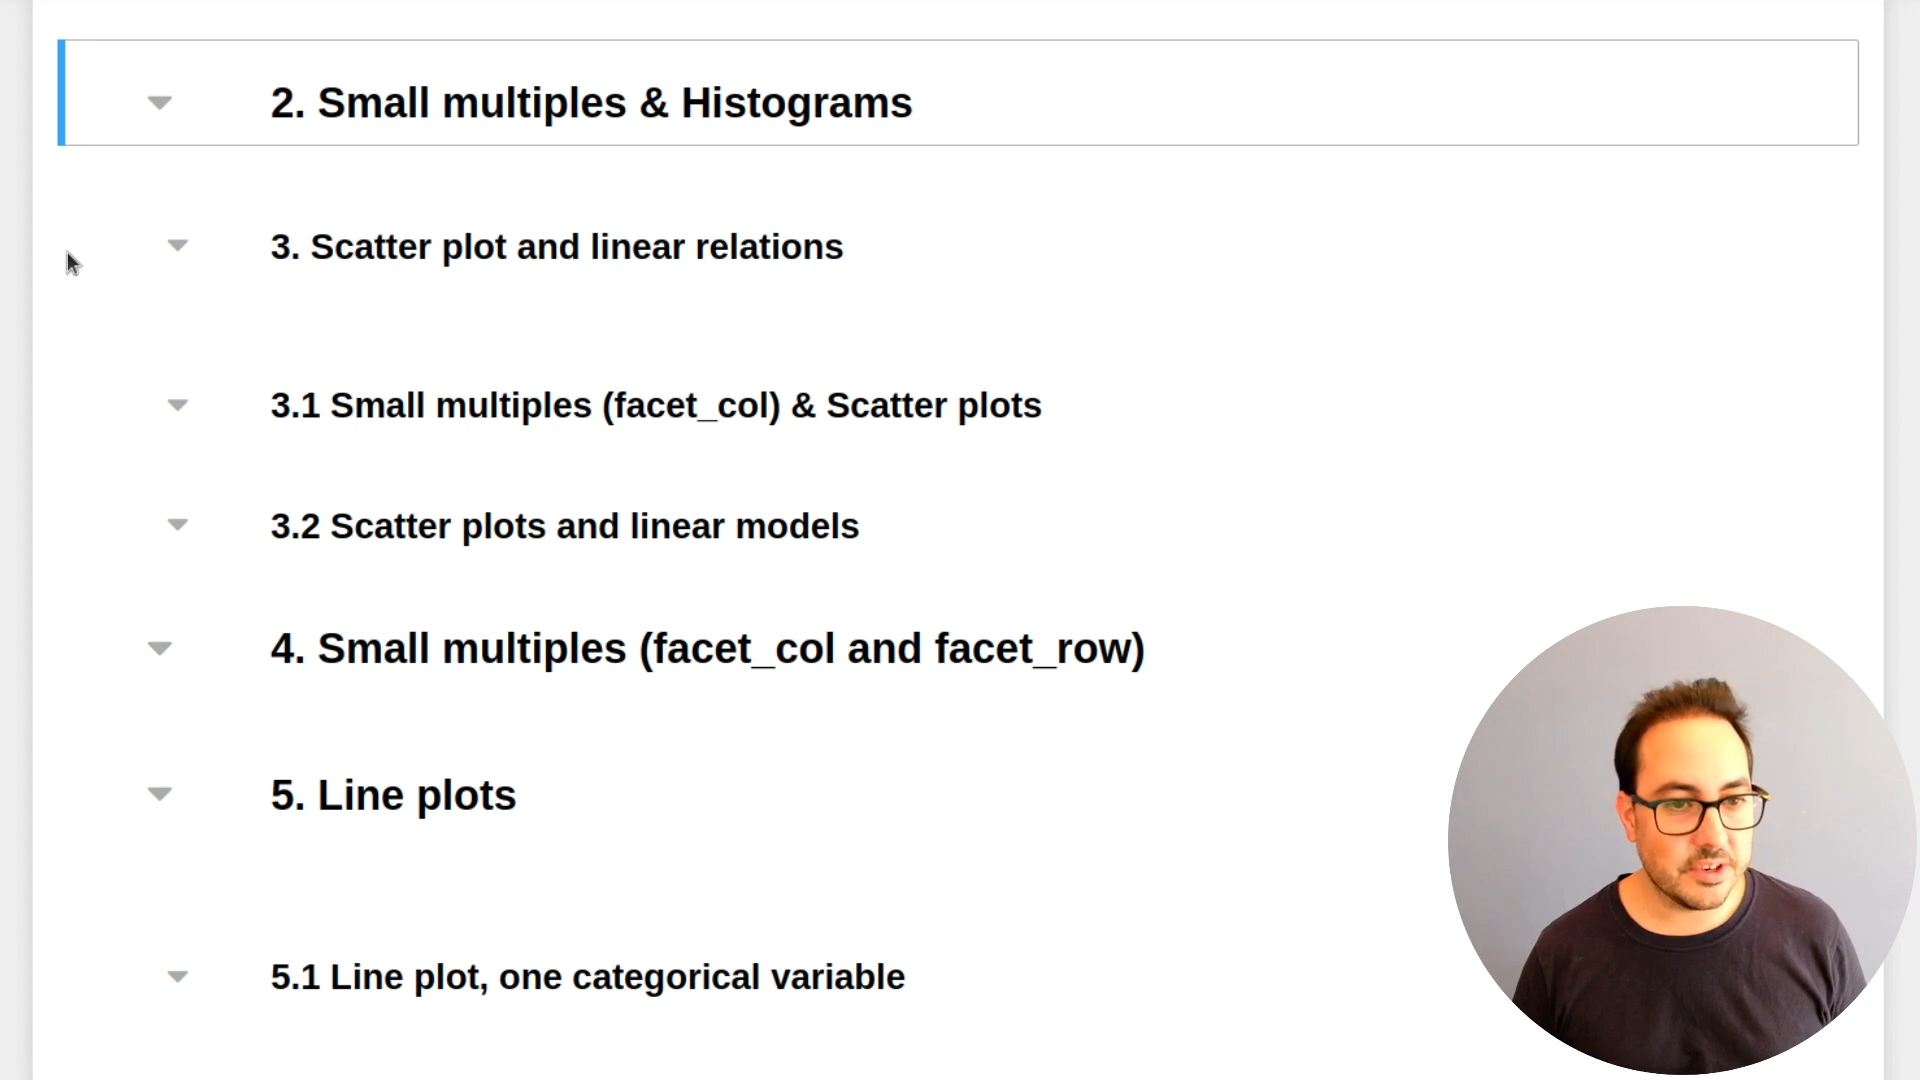 2. Small multiples & Histograms
3. Scatter plot and linear relations
3.1 Small multiples (facet_col) & Scatter plots
3.2 Scatter plots and linear models
4. Small multiples (facet_col and facet_row)
5. Line plots
5.1 Line plot, one categorical variable